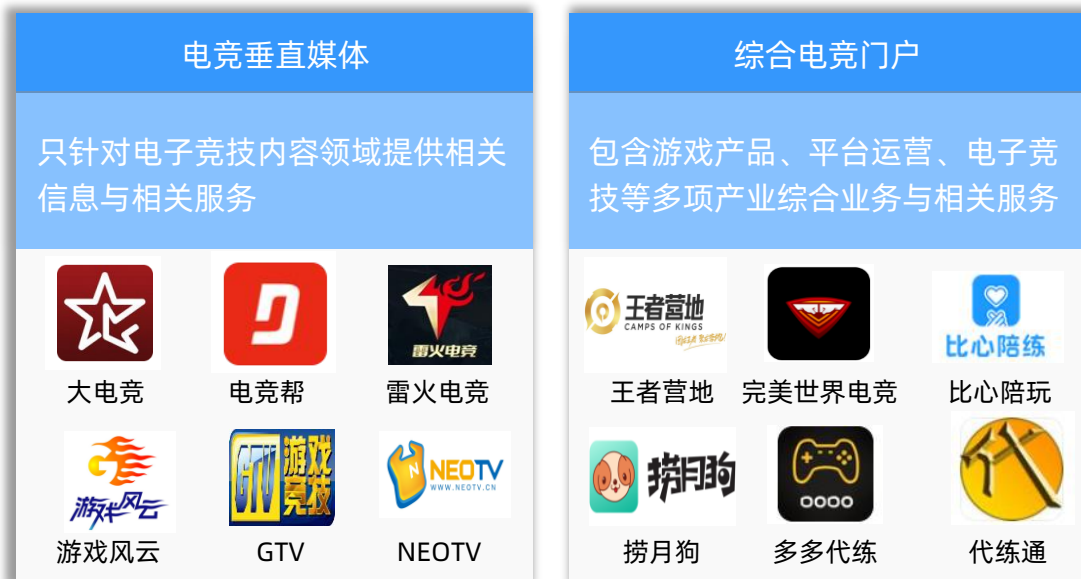 电竞垂直媒体
只针对电子竞技内容领域提供相关
信息与相关服务
雷火电竞
大电竞
电竞帮
雷火电竞
游戏风云
GTV
游戏
竞技
NEOTV
WWW.NEOTV.CN
游戏风云
GTV
NEOTV
综合电竞门户
包含游戏产品、平台运营、电子竞
技等多项产业综合业务与相关服务
王者营地
CAMPS OF KINGS
比心陪练
王者营地
完美世界电竞
比心陪玩
捞月狗
代
捞月狗
多多代练
代练通